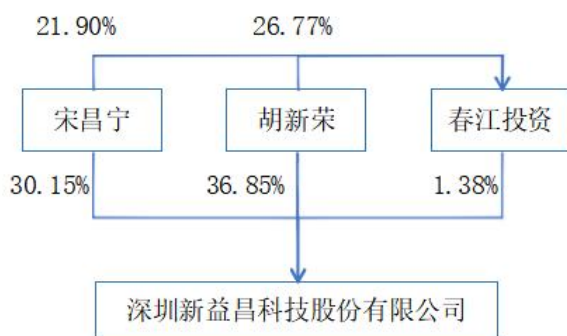 21.90% 26.77%
宋昌宁 胡新荣 春江投资
30.15% 36.85% 1.38%
深圳新益昌科技股份有限公司